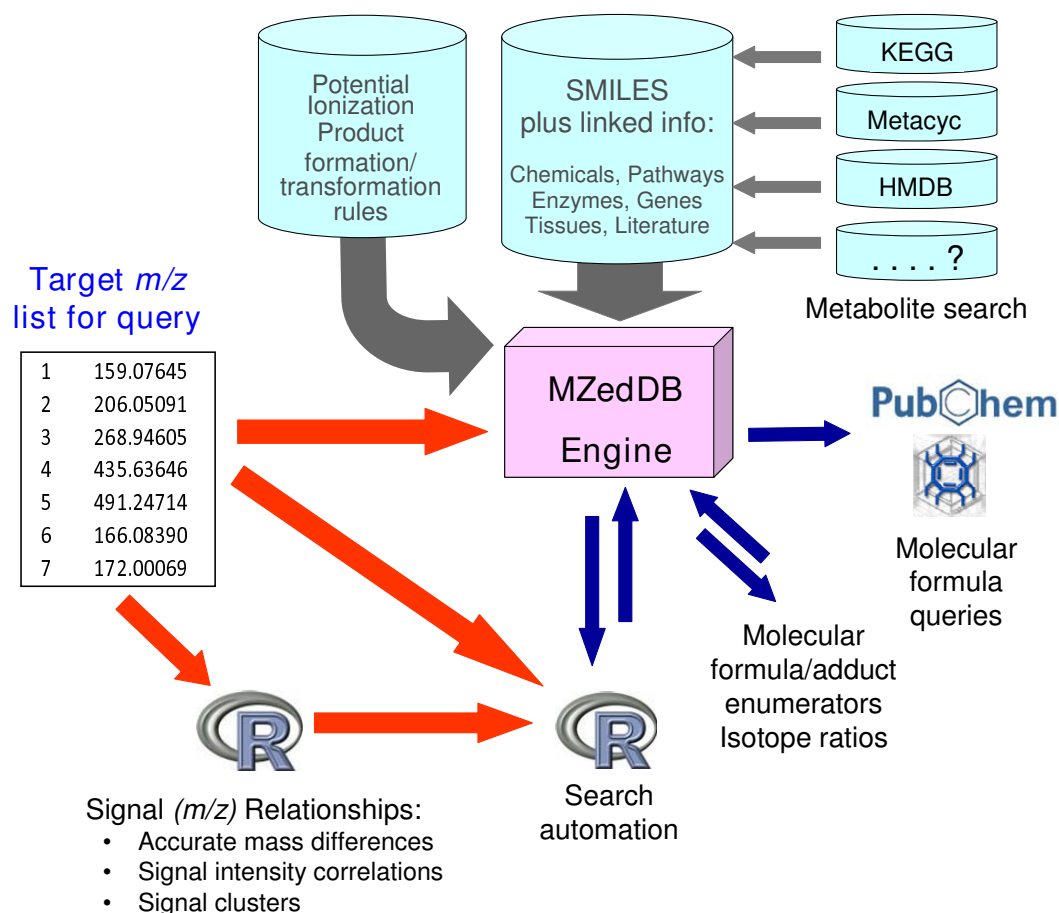 Potential
Ionization
Product
formation/
transformation
rules
SMILES
plus linked info:
Chemicals, Pathways
Enzymes, Genes
Tissues, Literature
KEGG
Metacyc
HMDB
. . . . ?
Metabolite search
Target m/z
list for query
1 159.07645
2 206.05091
3 268.94605
4 435.63646
5 491.24714
6 166.08390
7 172.00069
MZedDB
Engine
PubChem
Molecular
formula
queries
Molecular
formula/adduct
enumerators
Isotope ratios
R
R
Search
automation
Signal (m/z) Relationships:
• Accurate mass differences
• Signal intensity correlations
• Signal clusters